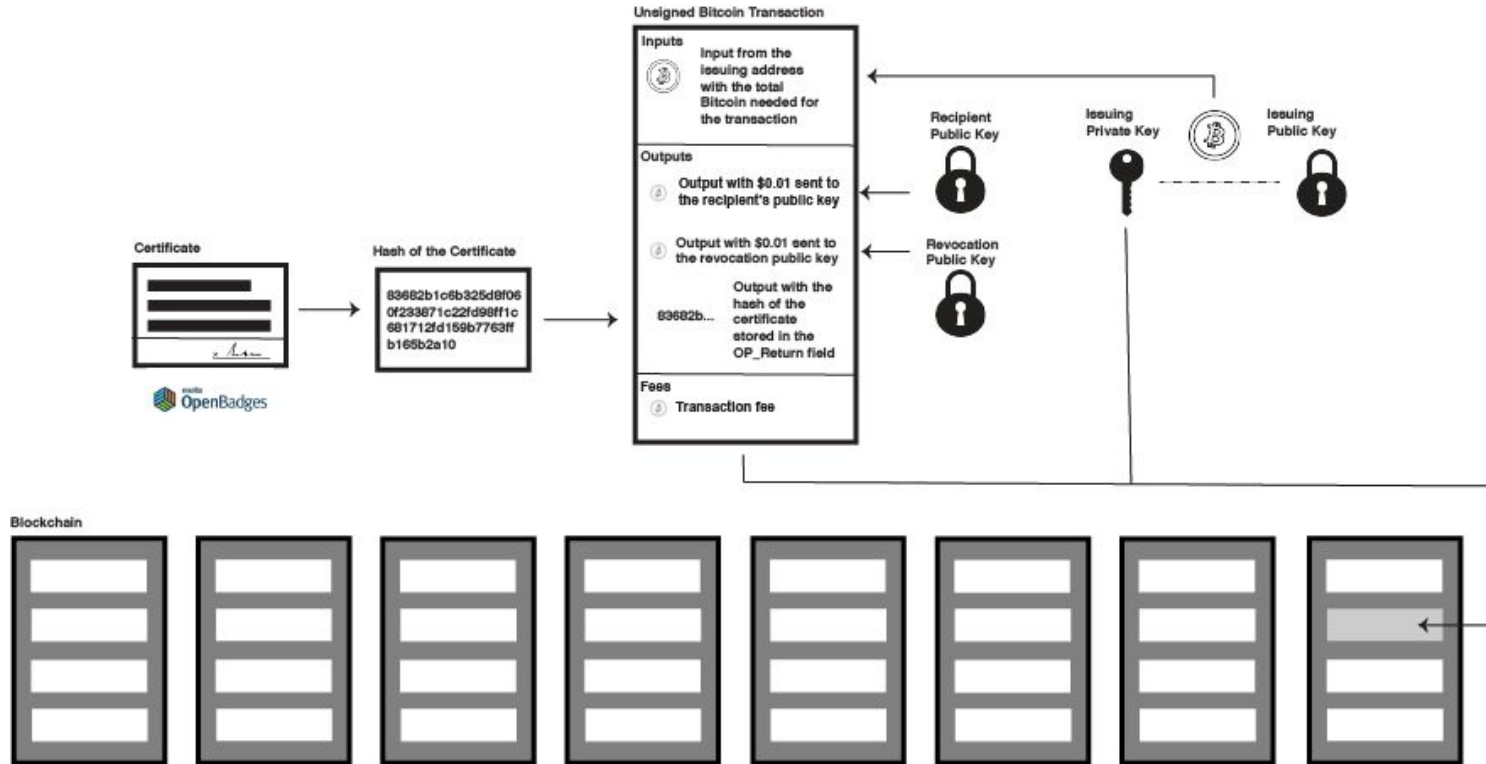 Unsigned Bitcoin Transaction
Inputs
Input from the
issuing address
with the total
Bitcoin needed for
the transaction
Outputs
Output with $0.01 sent to
the recipient's public key
Output with $0.01 sent to
the revocation public key
83682b...
Output with the
hash of the
certificate
stored in the
OP_Return field
Fees
Transaction fee
Recipient
Public Key
Issuing
Private Key
Issuing
Public Key
Revocation
Public Key
Certificate
Hash of the Certificate
83682b1c6b325d8f06
0f233871c22fd98ff1c
681712fd159b7763ff
b165b2a10
OpenBadges
Blockchain